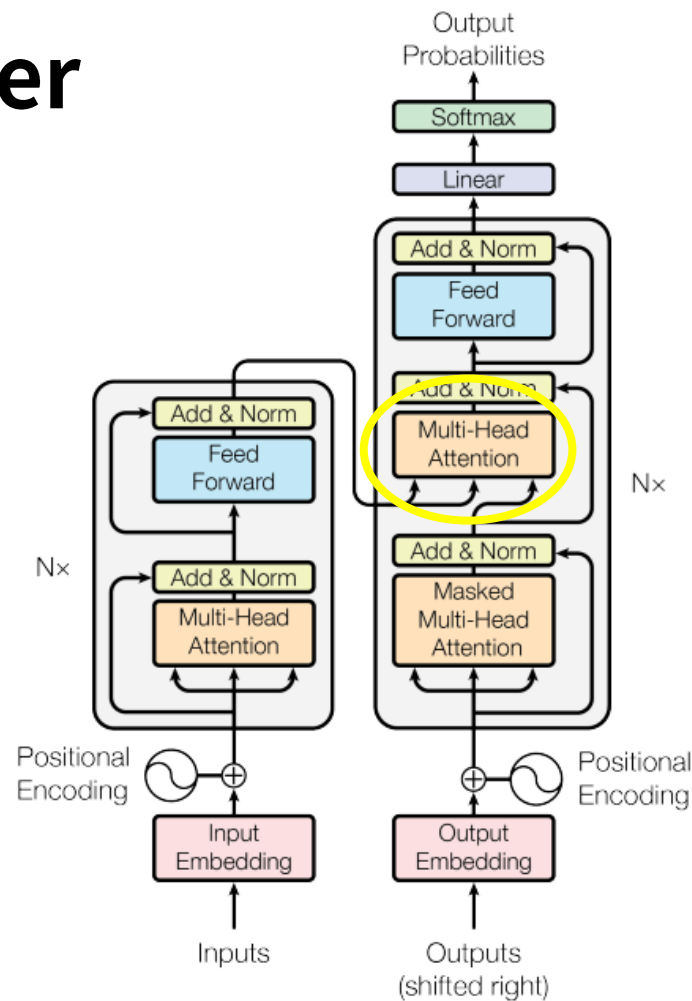 er
Output
Probabilities
Softmax
Linear
Add & Norm
Feed
Forward
Add & Norm
Multi-Head
Attention
Nx
Add & Norm
Masked
Multi-Head
Attention
Add & Norm
Feed
Forward
Nx
Add & Norm
Multi-Head
Attention
Positional
Encoding
Positional
Encoding
Input
Embedding
Output
Embedding
Inputs
Outputs
(shifted right)